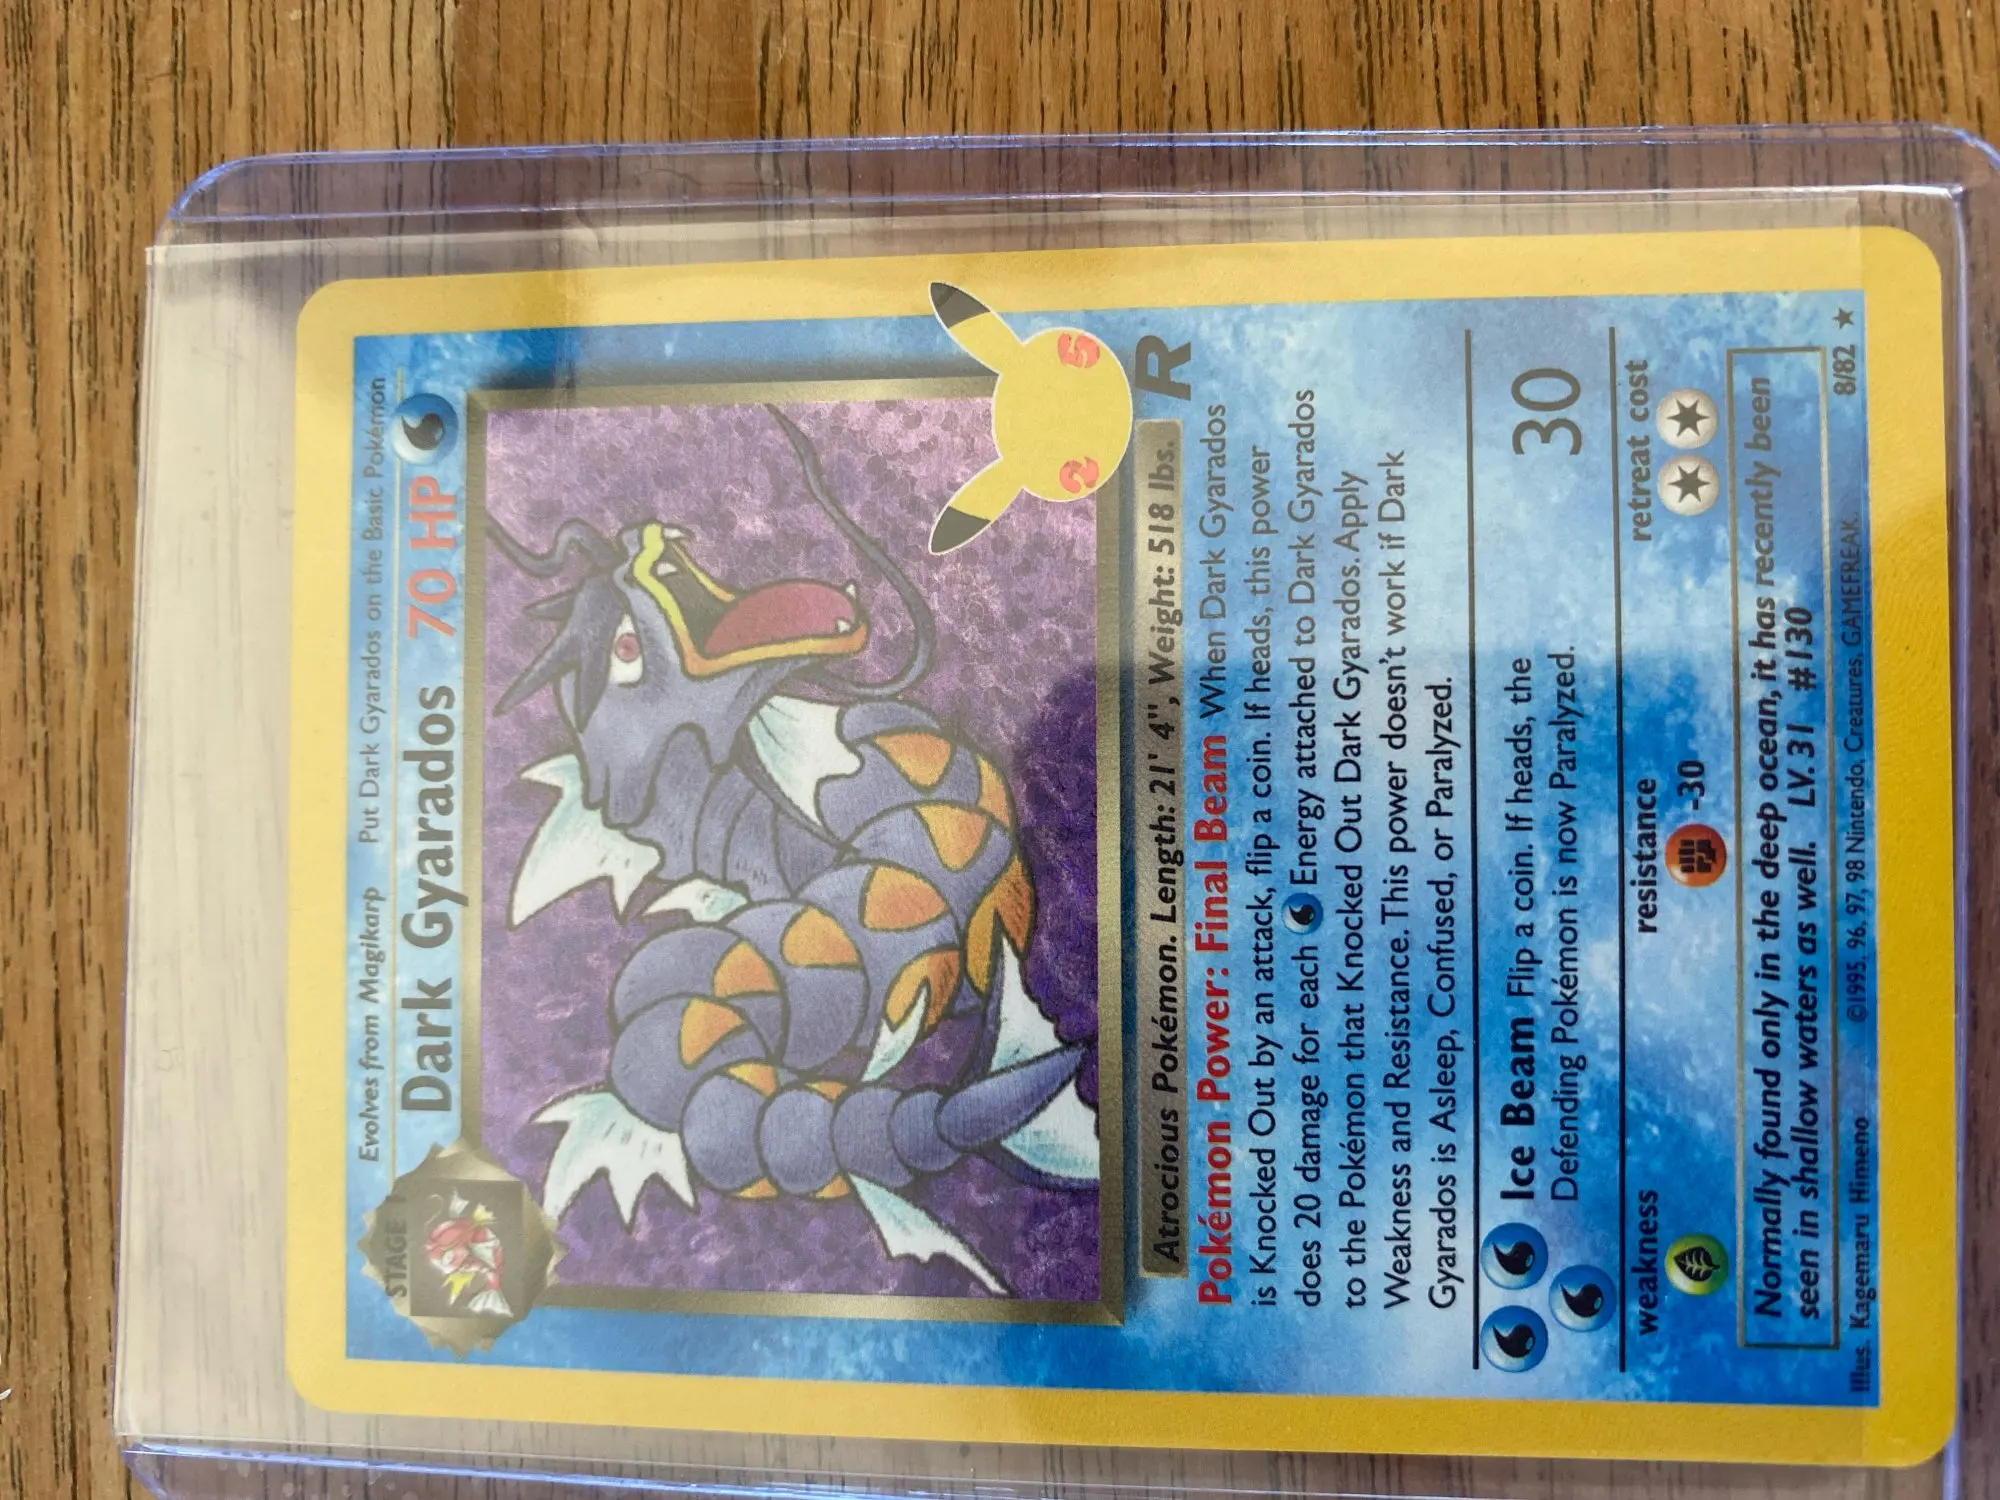 STAGE 1
Evolves from Magikarp Put Dark Gyarados on the Basic Pokémon
Dark Gyarados 70 HP
25
R
Atrocious Pokémon. Length: 21' 4", Weight: 518 lbs.
Pokémon Power: Final Beam When Dark Gyarados
is Knocked Out by an attack, flip a coin. If heads, this power
does 20 damage for each Energy attached to Dark Gyarados
to the Pokémon that Knocked Out Dark Gyarados. Apply
Weakness and Resistance. This power doesn't work if Dark
Gyarados is Asleep, Confused, or Paralyzed.
Ice Beam Flip a coin. If heads, the
Defending Pokémon is now Paralyzed.
30
weakness resistance retreat cost
-30
Normally found only in the deep ocean, it has recently been
seen in shallow waters as well. LV. 31 #130
Illus. Kagemaru Himeno ©1995, 96, 97, 98 Nintendo, Creatures, GAMEFREAK. 8/82 ★